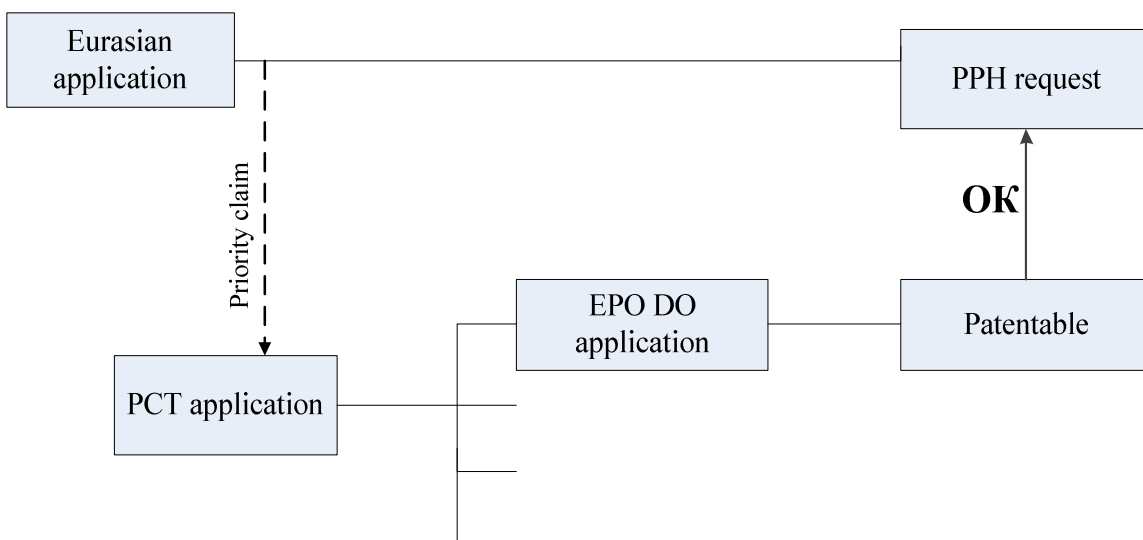 Eurasian
application
PPH request
Priority claim
OK
EPO DO
application
Patentable
PCT application